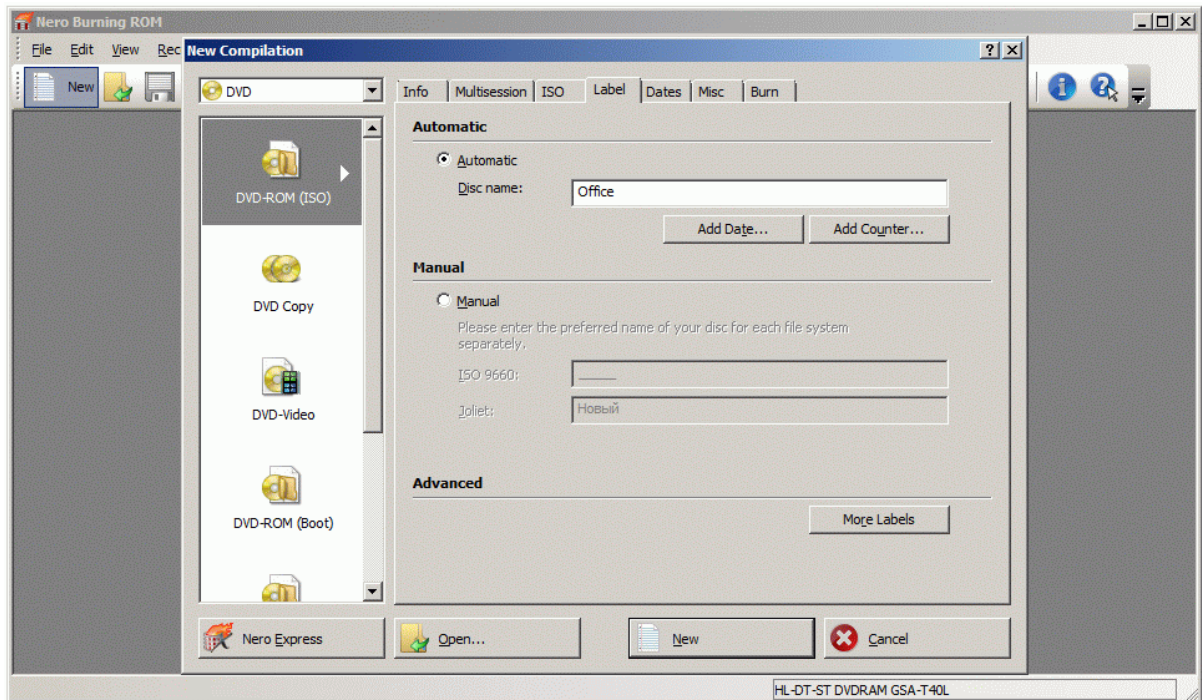 Nero Burning ROM
File Edit View Rec
New
New Compilation
DVD
DVD-ROM (ISO)
DVD Copy
DVD-Video
DVD-ROM (Boot)
Info Multisession ISO Label Dates Misc Burn
Automatic
Automatic
Disc name: Office
Add Date... Add Counter...
Manual
Manual
Please enter the preferred name of your disc for each file system
separately.
ISO 9660: _____
Joliet: Новый
Advanced
More Labels
Nero Express Open... New Cancel
HL-DT-ST DVDRAM GSA-T40L